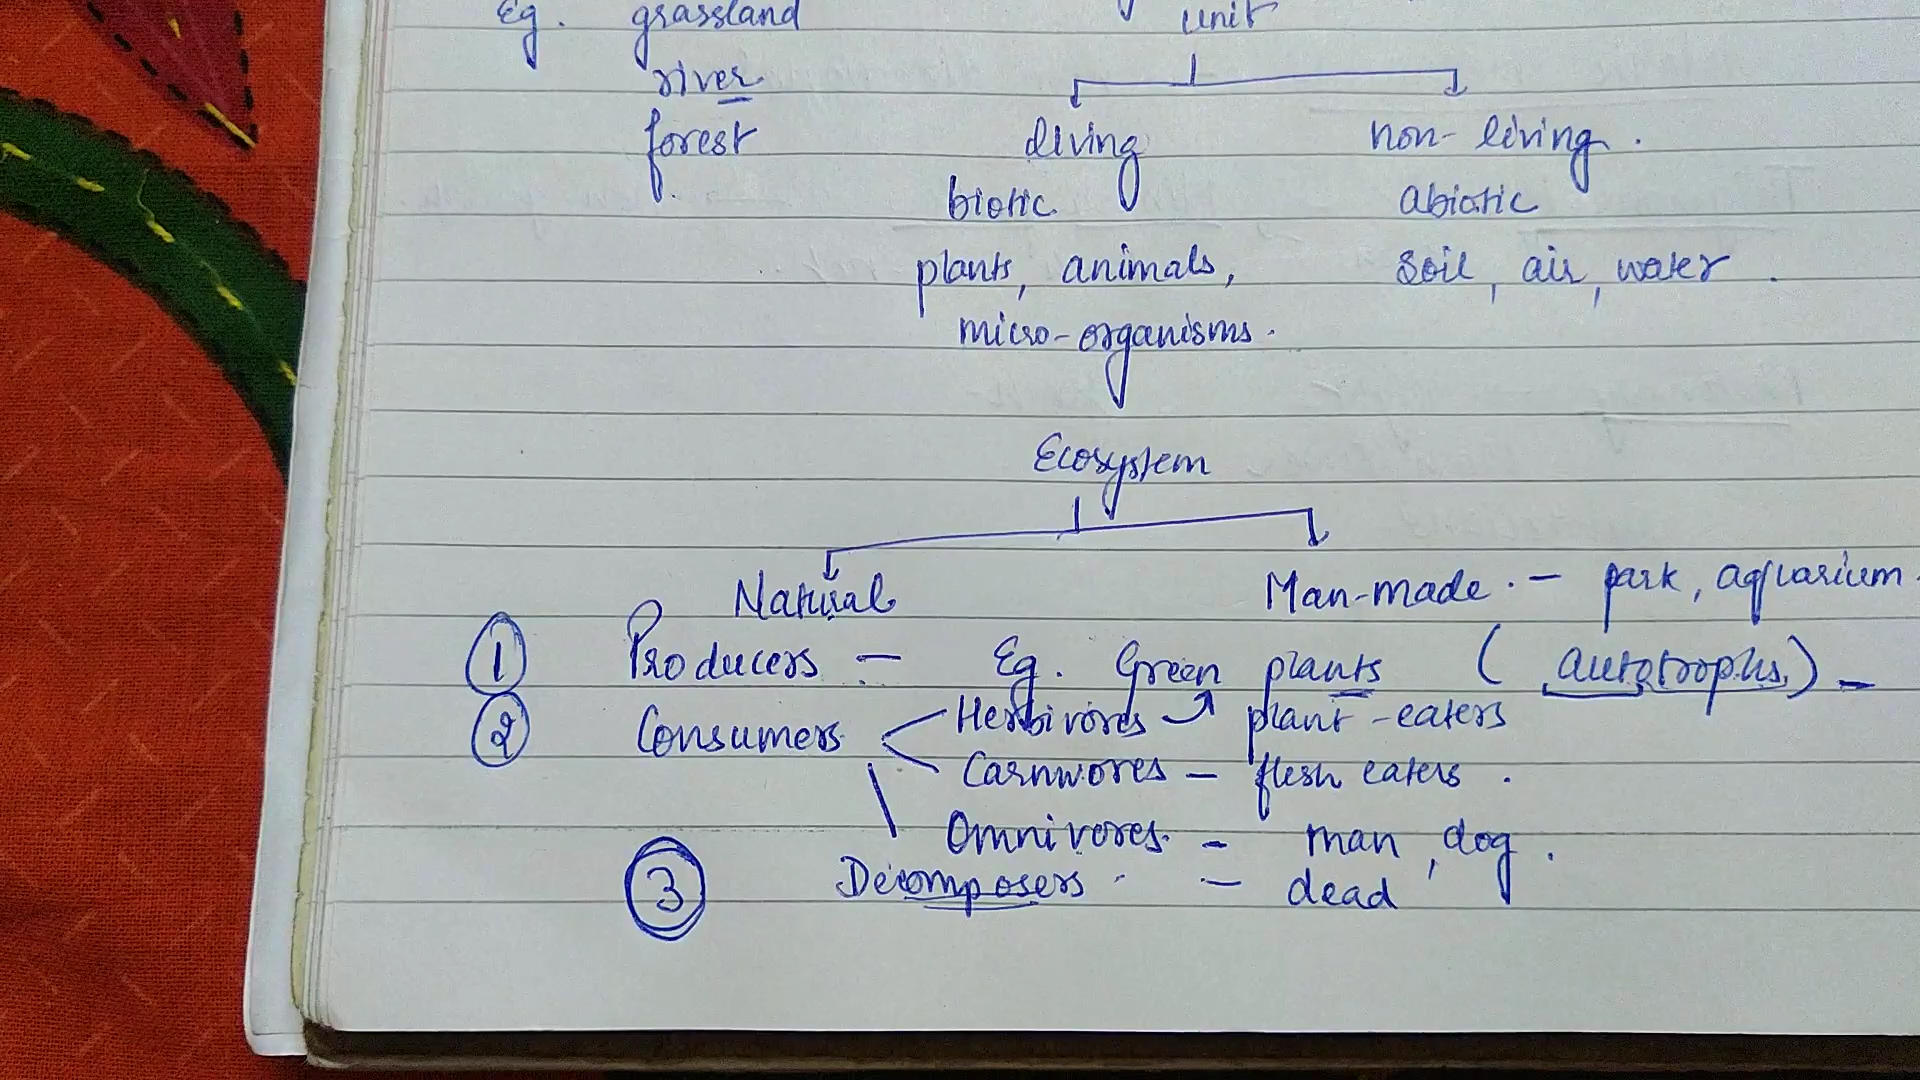 Eg. grassland unit
river
forest living non-living.
biotic abiotic
plants, animals, soil, air, water.
micro-organisms.
Ecosystem
Natural Man-made. - park, aquarium.
1 Producers - Eg. Green plants (autotrophs) -
2 Consumers Herbivores plant-eaters
Carnivores - flesh eaters.
Omnivores. - man, dog.
3 Decomposers - dead